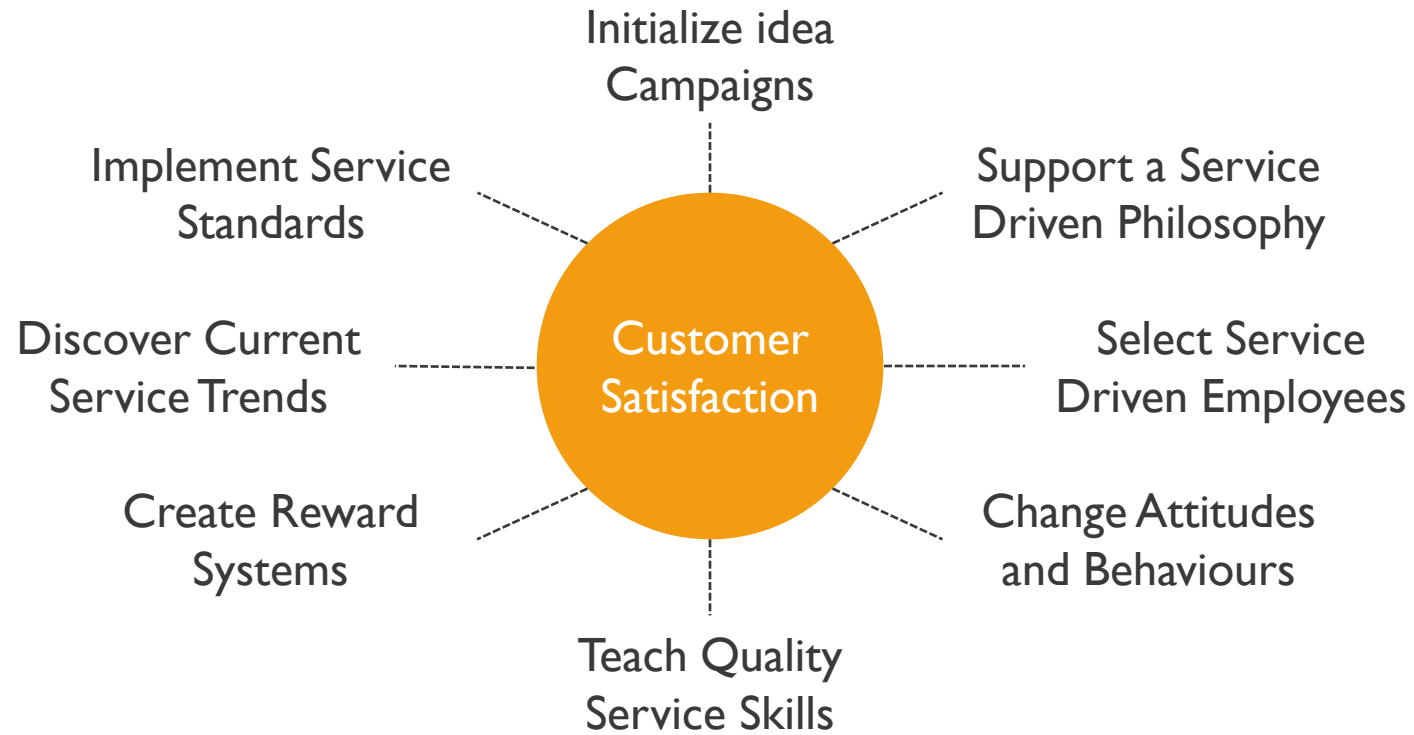 Initialize idea
Campaigns
Implement Service
Standards
Support a Service
Driven Philosophy
Discover Current
Service Trends
Customer
Satisfaction
Select Service
Driven Employees
Create Reward
Systems
Change Attitudes
and Behaviours
Teach Quality
Service Skills